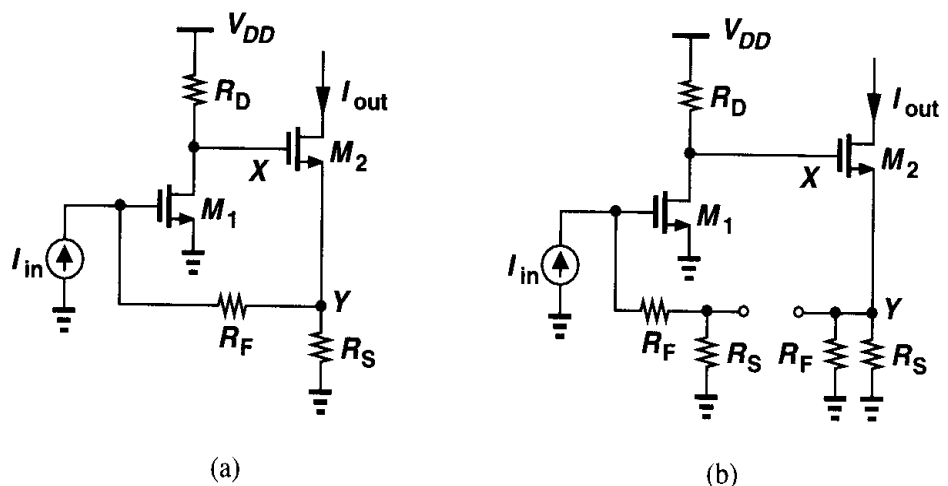 V_DD
R_D
I_out
X
M_2
M_1
I_in
R_F
Y
R_S
(a)
V_DD
R_D
I_out
X
M_2
M_1
I_in
R_F
R_S
R_F
Y
R_S
(b)